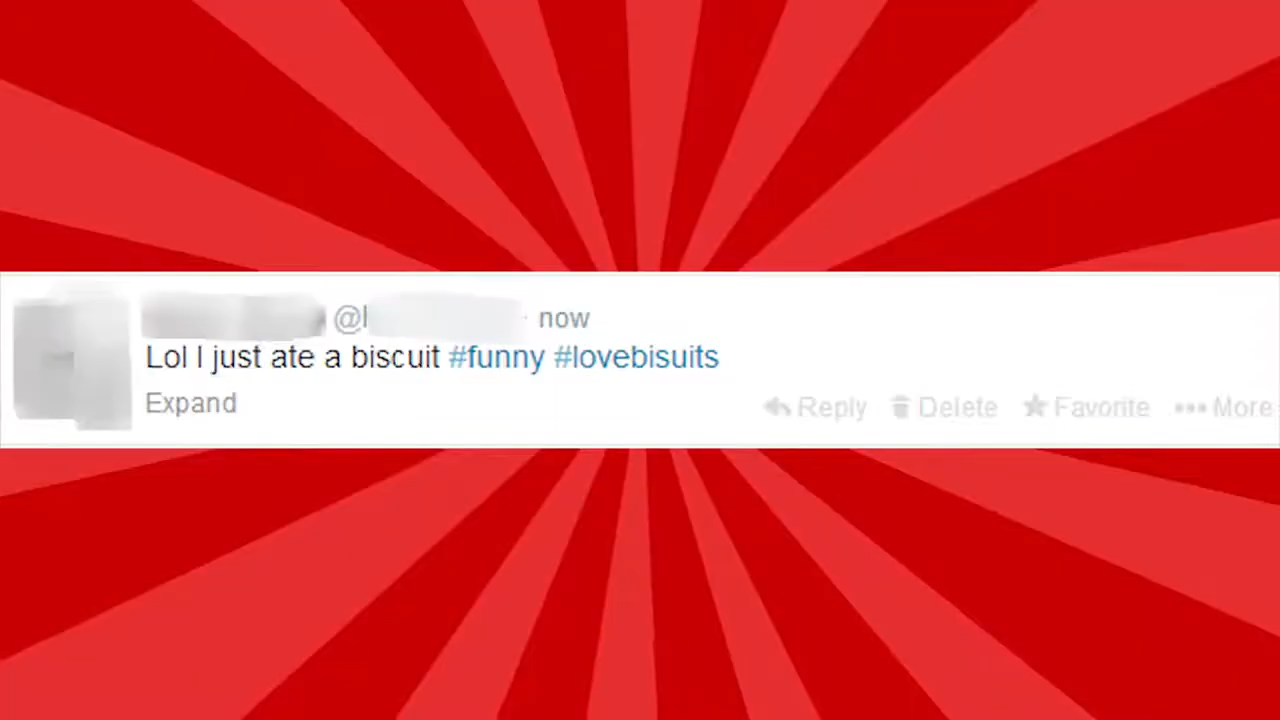 @l · now
Lol I just ate a biscuit #funny #lovebisuits
Expand
Reply Delete Favorite More